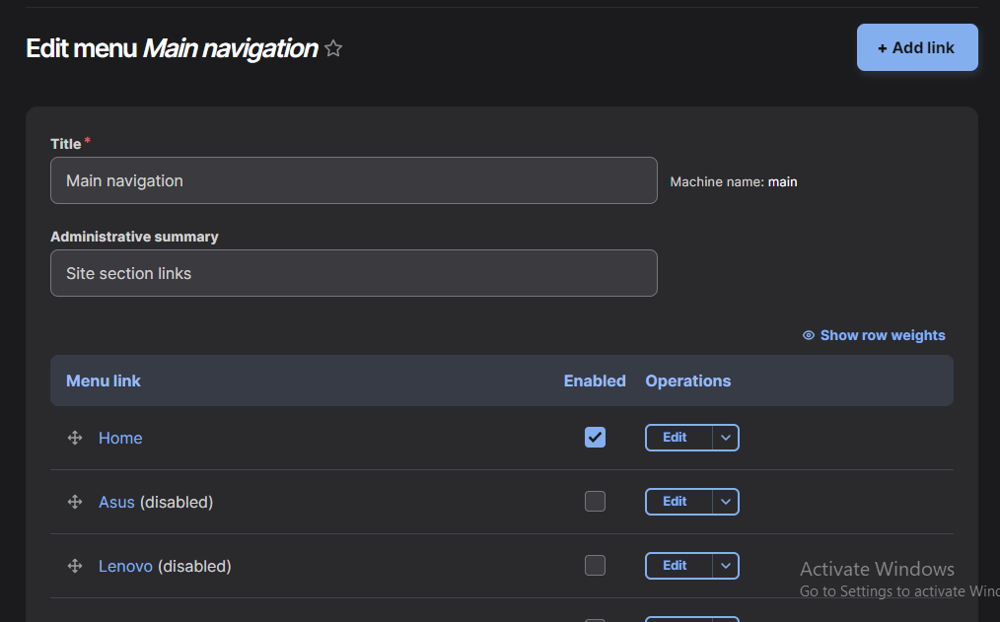 Edit menu Main navigation
+ Add link
Title *
Main navigation
Machine name: main
Administrative summary
Site section links
Show row weights
Menu link Enabled Operations
Home Edit
Asus (disabled) Edit
Lenovo (disabled) Edit
Activate Windows
Go to Settings to activate Wind